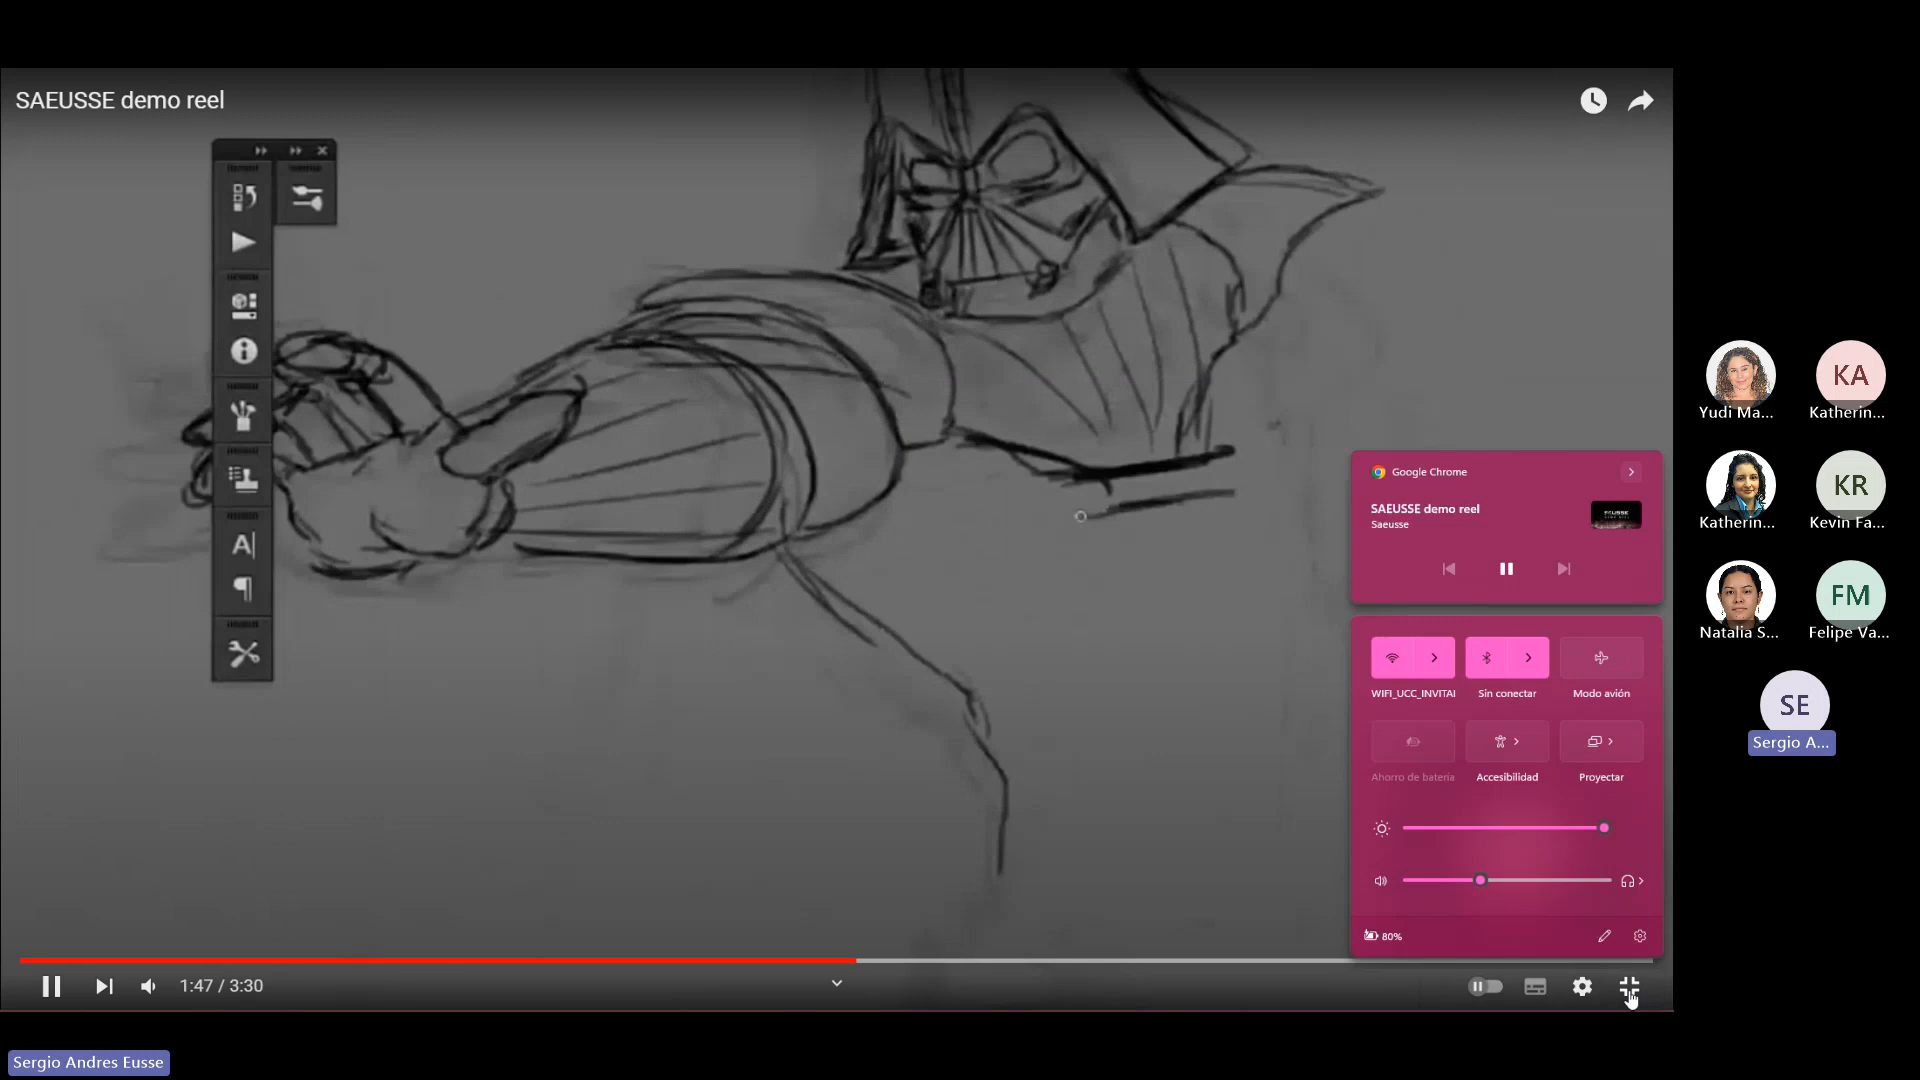 SAEUSSE demo reel
Google Chrome
SAEUSSE demo reel
Saeusse
WIFI_UCC_INVITAI
Sin conectar
Modo avión
Ahorro de batería
Accesibilidad
Proyectar
80%
1:47 / 3:30
Yudi Ma...
KA
Katherin...
Katherin...
KR
Kevin Fa...
Natalia S...
FM
Felipe Va...
SE
Sergio A...
Sergio Andres Eusse